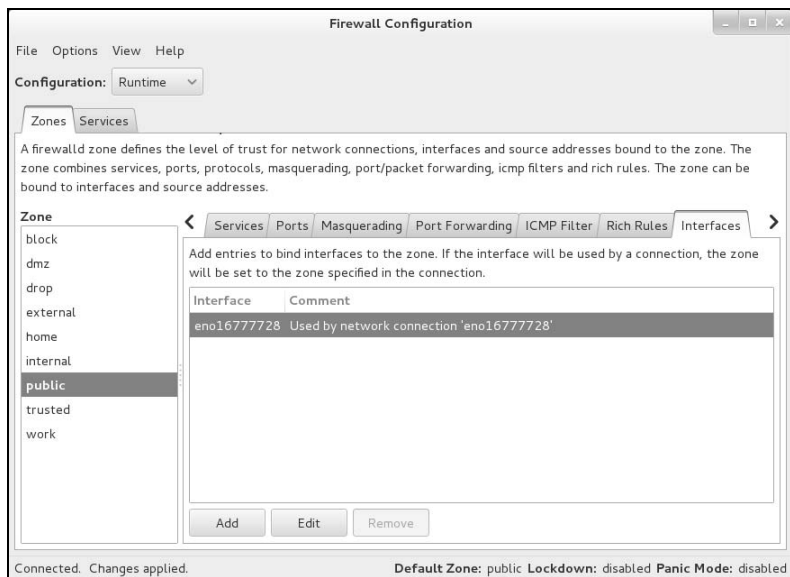 Firewall Configuration
File Options View Help
Configuration: Runtime
Zones Services
A firewalld zone defines the level of trust for network connections, interfaces and source addresses bound to the zone. The
zone combines services, ports, protocols, masquerading, port/packet forwarding, icmp filters and rich rules. The zone can be
bound to interfaces and source addresses.
Zone
block
dmz
drop
external
home
internal
public
trusted
work
Services Ports Masquerading Port Forwarding ICMP Filter Rich Rules Interfaces
Add entries to bind interfaces to the zone. If the interface will be used by a connection, the zone
will be set to the zone specified in the connection.
Interface Comment
eno16777728 Used by network connection 'eno16777728'
Add Edit Remove
Connected. Changes applied.
Default Zone: public Lockdown: disabled Panic Mode: disabled